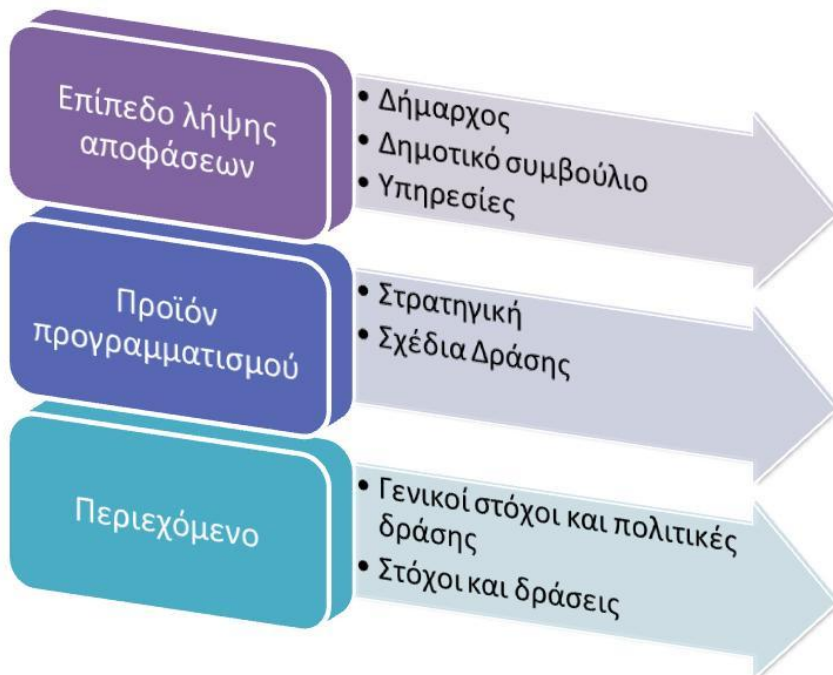 Επίπεδο λήψης
αποφάσεων
• Δήμαρχος
• Δημοτικό συμβούλιο
• Υπηρεσίες
Προϊόν
προγραμματισμού
• Στρατηγική
• Σχέδια Δράσης
Περιεχόμενο
• Γενικοί στόχοι και πολιτικές
δράσης
• Στόχοι και δράσεις